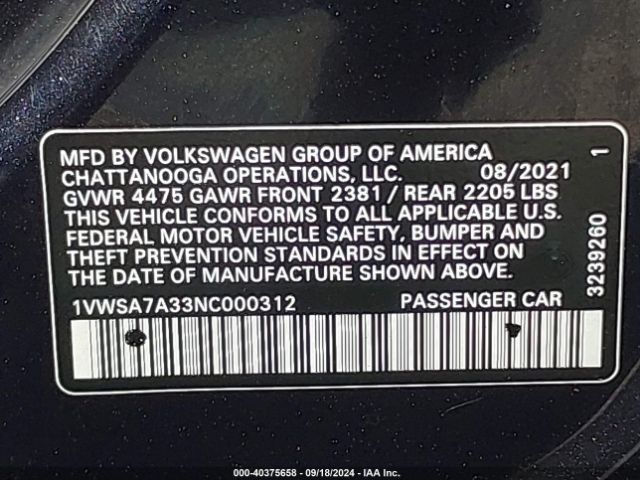 MFD BY VOLKSWAGEN GROUP OF AMERICA
CHATTANOOGA OPERATIONS, LLC. 08/2021
GVWR 4475 GAWR FRONT 2381 / REAR 2205 LBS
THIS VEHICLE CONFORMS TO ALL APPLICABLE U.S.
FEDERAL MOTOR VEHICLE SAFETY, BUMPER AND
THEFT PREVENTION STANDARDS IN EFFECT ON
THE DATE OF MANUFACTURE SHOWN ABOVE.
1VWSA7A33NC000312 PASSENGER CAR
3239260 1
000-40375658 - 09/18/2024 - IAA Inc.